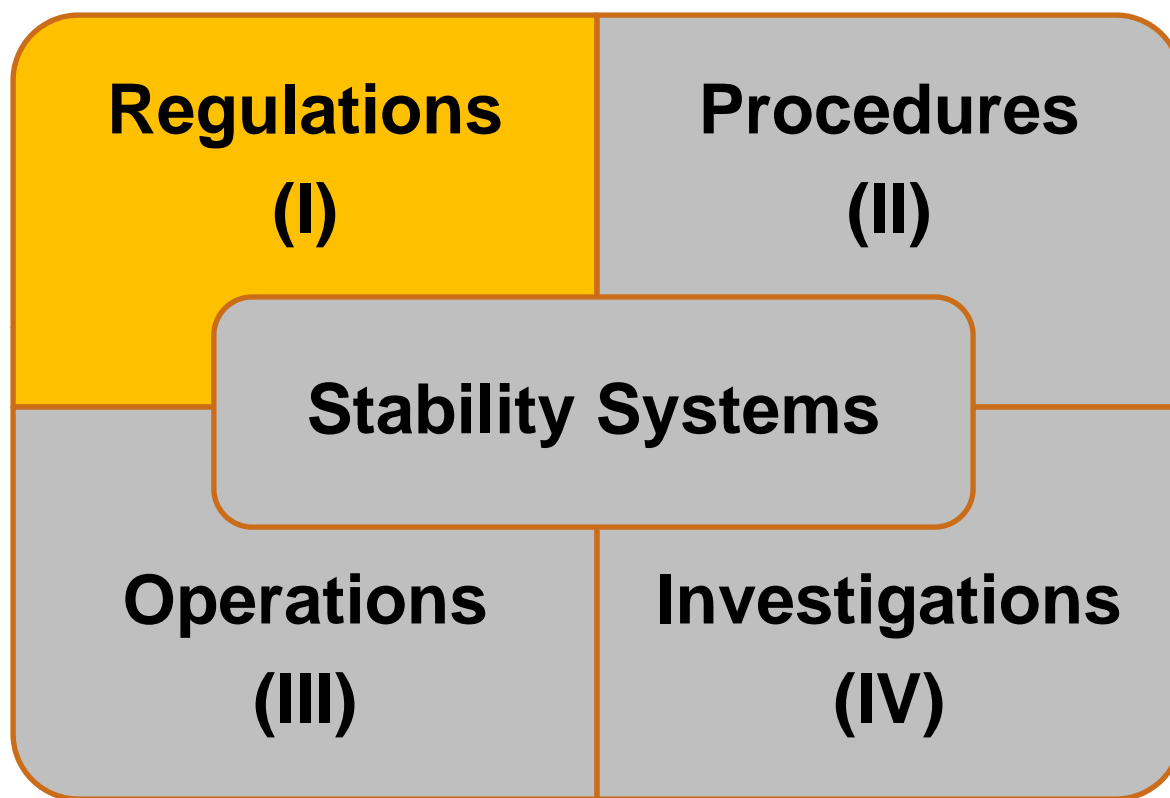 Regulations
(I)
Procedures
(II)
Stability Systems
Operations
(III)
Investigations
(IV)